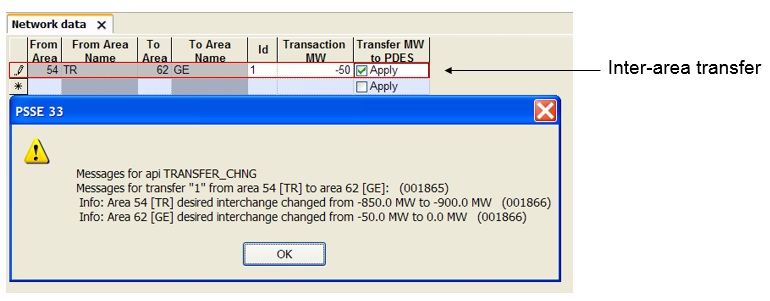 Network data X
From Area From Area Name To Area To Area Name Id Transaction MW Transfer MW to PDES
54 TR 62 GE 1 -50 Apply
* Apply
Inter-area transfer
PSSE 33
Messages for api TRANSFER_CHNG
Messages for transfer "1" from area 54 [TR] to area 62 [GE]: (001865)
Info: Area 54 [TR] desired interchange changed from -850.0 MW to -900.0 MW (001866)
Info: Area 62 [GE] desired interchange changed from -50.0 MW to 0.0 MW (001866)
OK